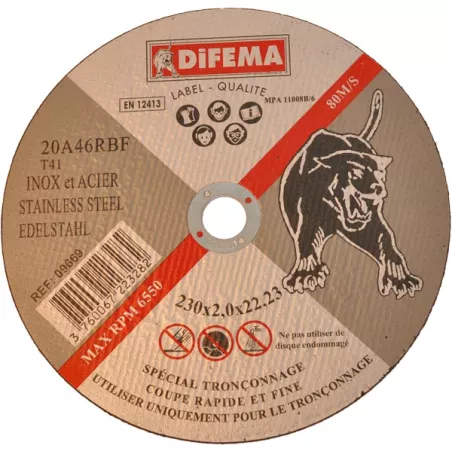 DiFEMA
LABEL - QUALITE
EN 12413
MPA 11008B/6
80M/S
20A46RBF
T41
INOX et ACIER
STAINLESS STEEL
EDELSTAHL
REF: 09669
3 760067 223282
MAX RPM 6550
230x2,0x22,23
Ne pas utiliser de
disque endommagé
SPÉCIAL TRONÇONNAGE
COUPE RAPIDE ET FINE
UTILISER UNIQUEMENT POUR LE TRONÇONNAGE